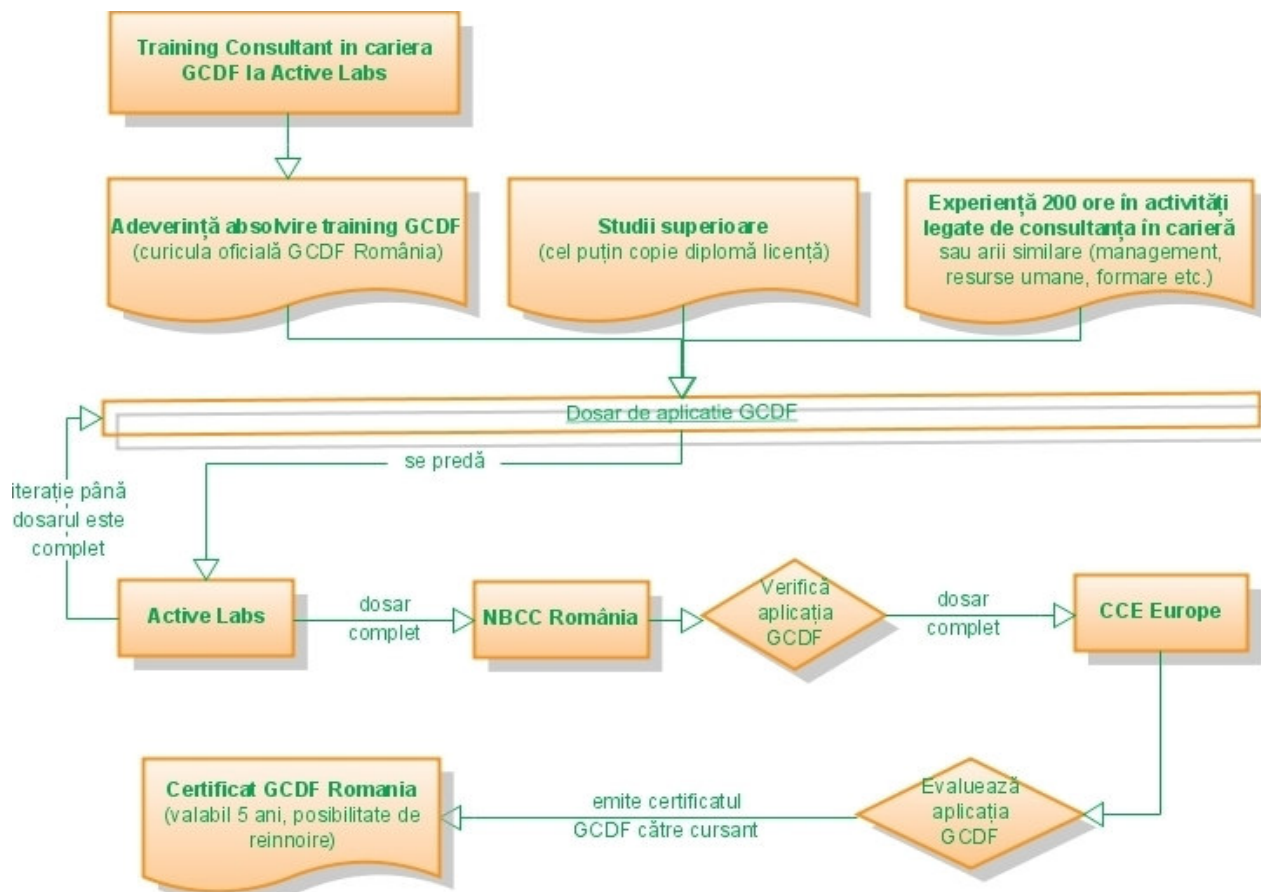 Training Consultant in cariera
GCDF la Active Labs
Adeverință absolvire training GCDF
(curicula oficială GCDF România)
Studii superioare
(cel puțin copie diplomă licență)
Experiență 200 ore în activități
legate de consultanța în carieră
sau arii similare (management,
resurse umane, formare etc.)
Dosar de aplicatie GCDF
se predă
iterație până
dosarul este
complet
Active Labs
dosar
complet
NBCC România
Verifică
aplicația
GCDF
dosar
complet
CCE Europe
Certificat GCDF Romania
(valabil 5 ani, posibilitate de
reinnoire)
emite certificatul
GCDF către cursant
Evaluează
aplicația
GCDF